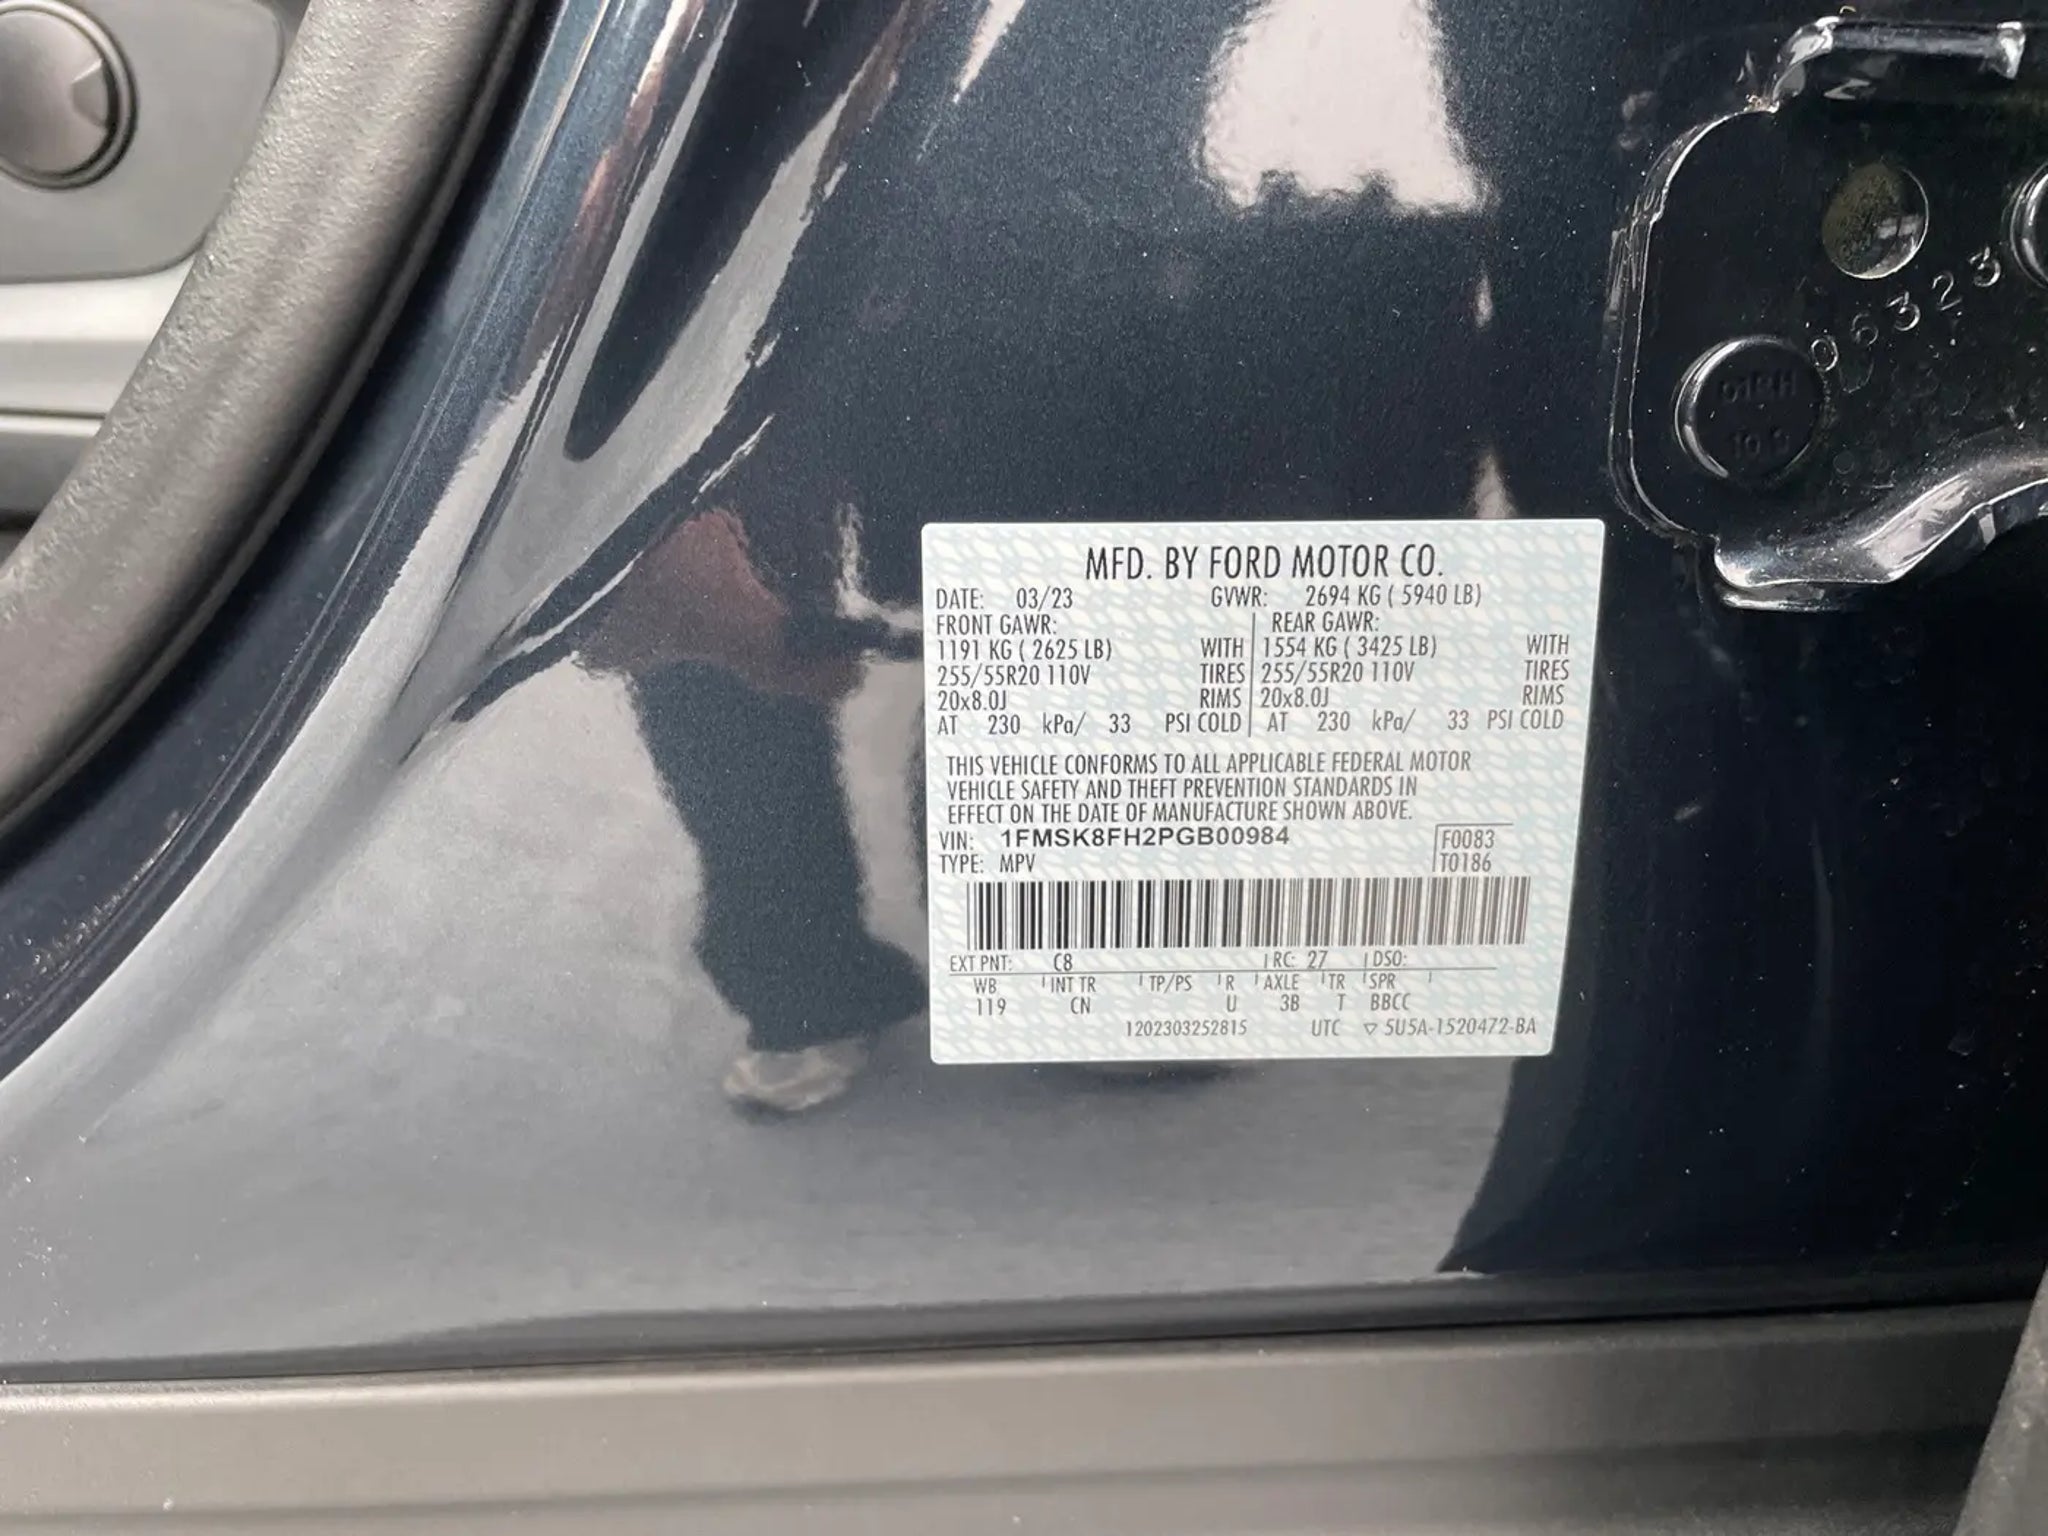 MFD. BY FORD MOTOR CO.
DATE: 03/23 GVWR: 2694 KG ( 5940 LB)
FRONT GAWR: REAR GAWR:
1191 KG ( 2625 LB) WITH 1554 KG ( 3425 LB) WITH
255/55R20 110V TIRES 255/55R20 110V TIRES
20x8.0J RIMS 20x8.0J RIMS
AT 230 kPa/ 33 PSI COLD AT 230 kPa/ 33 PSI COLD
THIS VEHICLE CONFORMS TO ALL APPLICABLE FEDERAL MOTOR
VEHICLE SAFETY AND THEFT PREVENTION STANDARDS IN
EFFECT ON THE DATE OF MANUFACTURE SHOWN ABOVE.
VIN: 1FMSK8FH2PGB00984 F0083
TYPE: MPV T0186
EXT PNT: C8 RC: 27 DSO:
WB INT TR TP/PS R AXLE TR SPR
119 CN U 3B T BBCC
1202303252815 UTC ▽ 5U5A-1520472-BA
06323
10.9